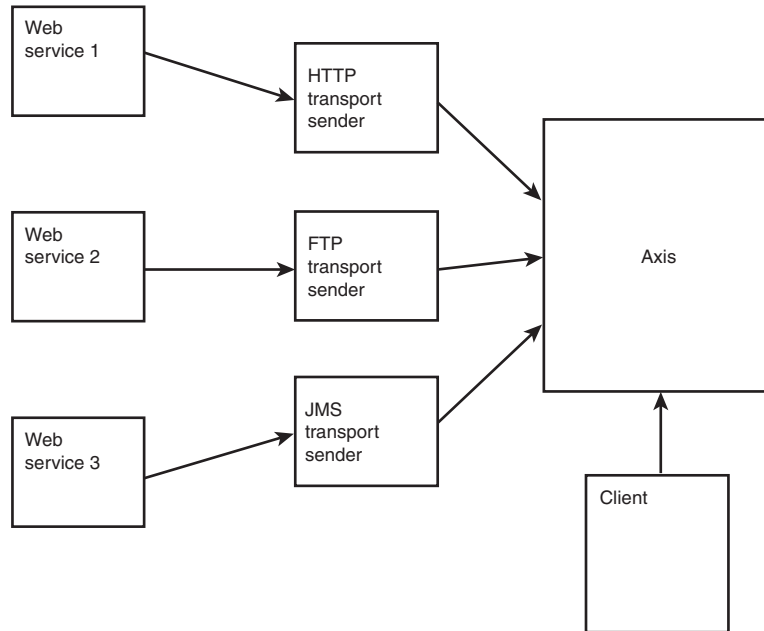 Web
service 1
HTTP
transport
sender
Web
service 2
FTP
transport
sender
Axis
Web
service 3
JMS
transport
sender
Client